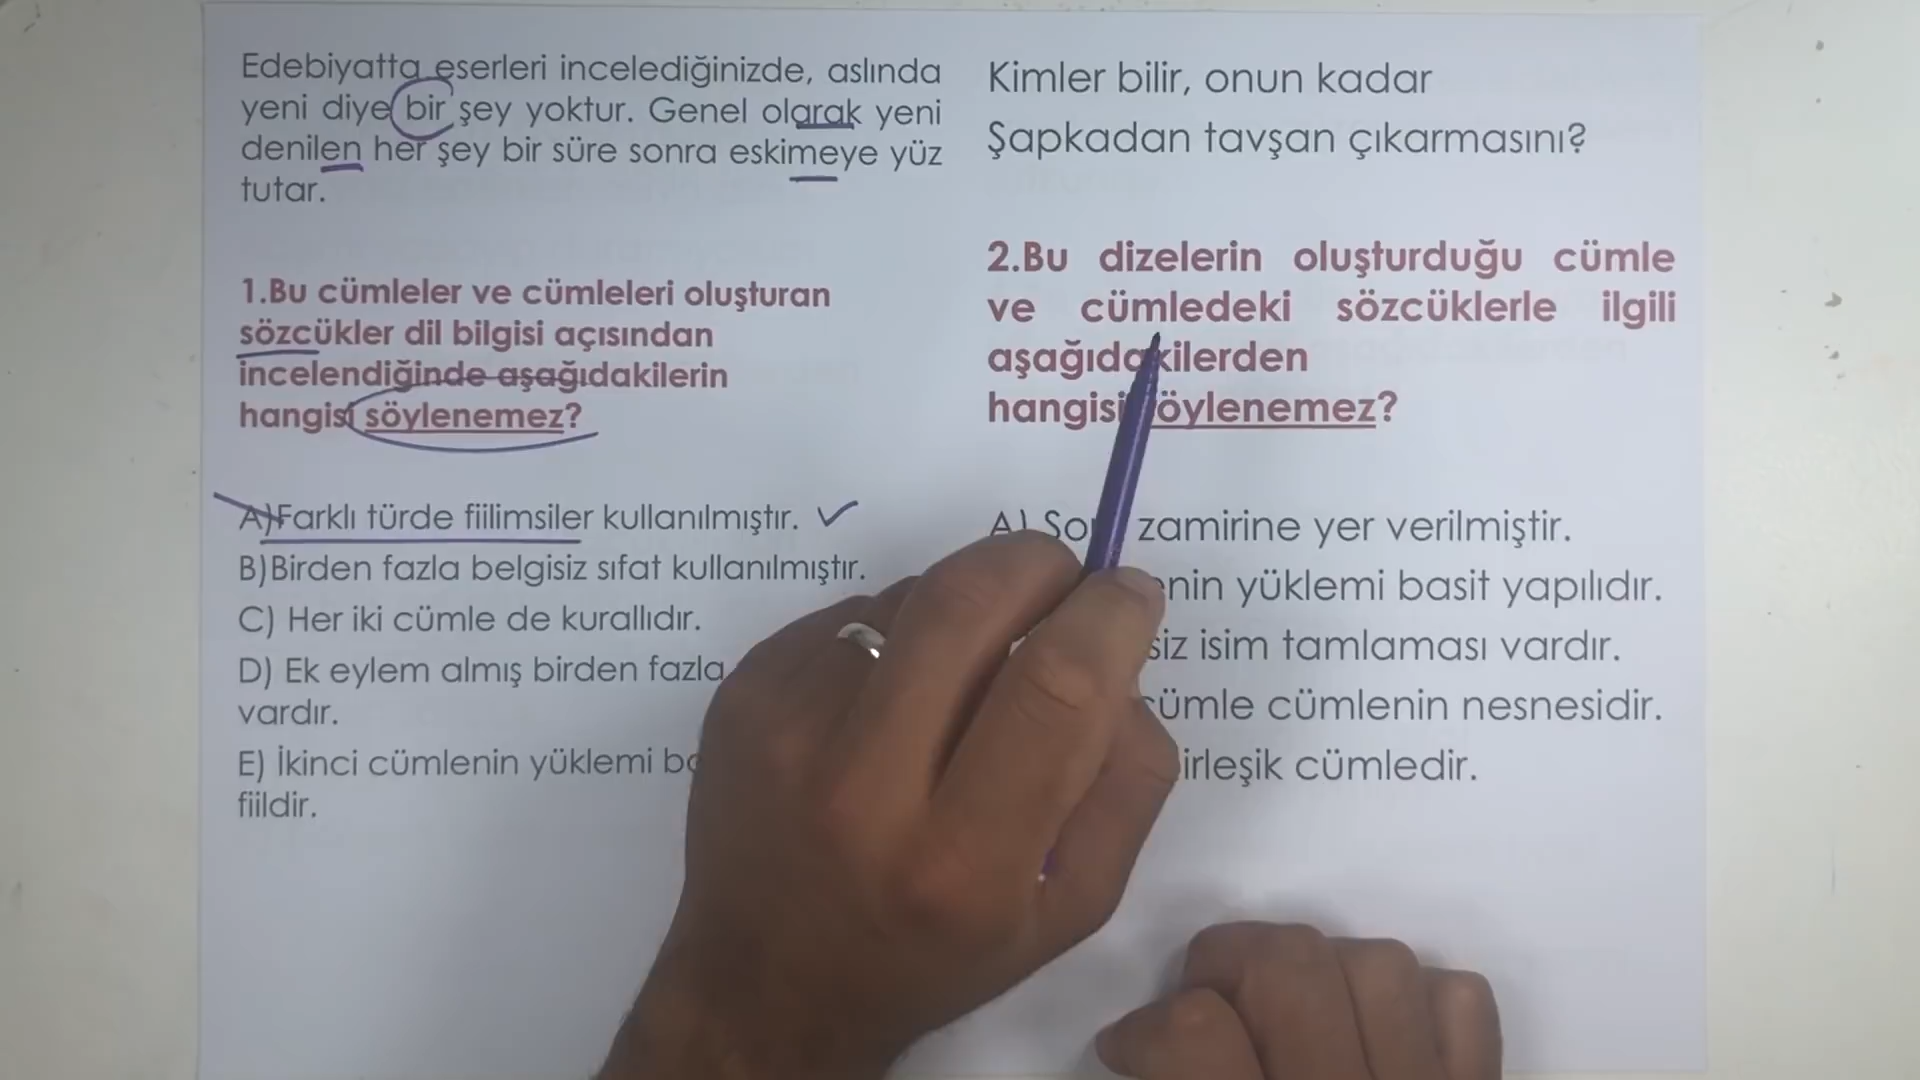 Edebiyatta eserleri incelediğinizde, aslında
yeni diye bir şey yoktur. Genel olarak yeni
denilen her şey bir süre sonra eskimeye yüz
tutar.
1.Bu cümleler ve cümleleri oluşturan
sözcükler dil bilgisi açısından
incelendiğinde aşağıdakilerin
hangisi söylenemez?
A)Farklı türde fiilimsiler kullanılmıştır.
B)Birden fazla belgisiz sıfat kullanılmıştır.
C) Her iki cümle de kurallıdır.
D) Ek eylem almış birden fazla
vardır.
E) İkinci cümlenin yüklemi
fiildir.
Kimler bilir, onun kadar
Şapkadan tavşan çıkarmasını?
2.Bu dizelerin oluşturduğu cümle
ve cümledeki sözcüklerle ilgili
aşağıdakilerden
hangisi söylenemez?
A) zamirine yer verilmiştir.
yüklemi basit yapılıdır.
isim tamlaması vardır.
cümle cümlenin nesnesidir.
cümledir.